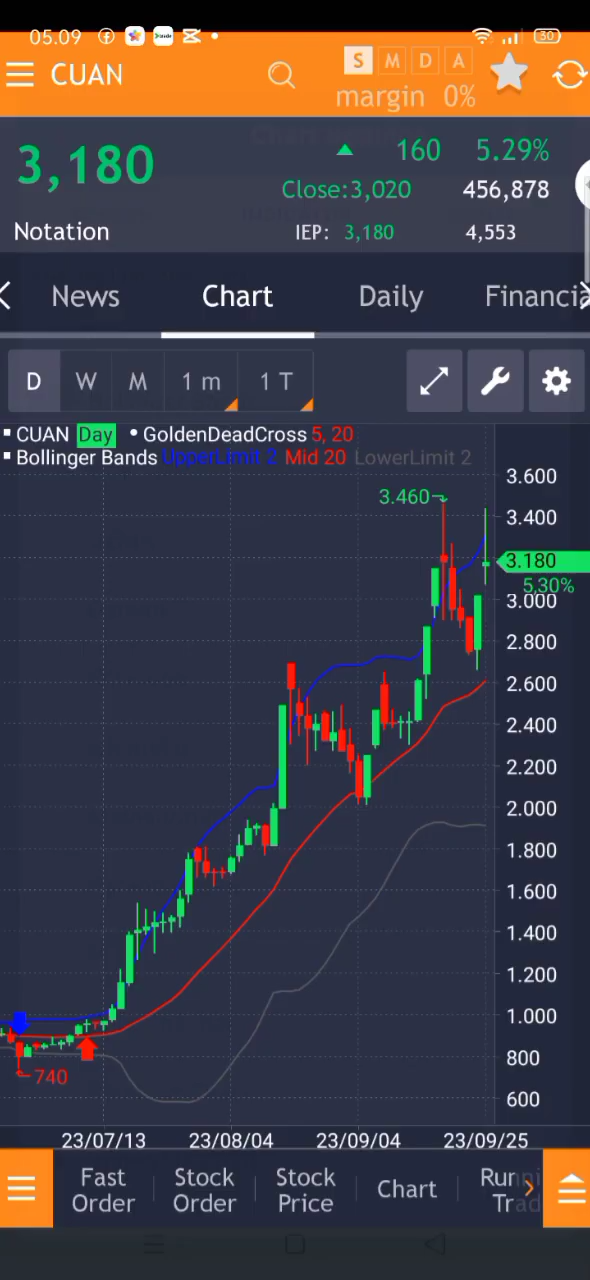 05.09 30
CUAN S M D A
margin 0%
3,180 160 5.29%
Close:3,020 456,878
Notation IEP: 3,180 4,553
News Chart Daily Financia
D W M 1 m 1 T
CUAN Day GoldenDeadCross 5, 20
Bollinger Bands UpperLimit 2 Mid 20 LowerLimit 2
3.600
3.460
3.400
3.180
5,30%
3.000
2.800
2.600
2.400
2.200
2.000
1.800
1.600
1.400
1.200
1.000
800
740
600
23/07/13 23/08/04 23/09/04 23/09/25
Fast Order Stock Order Stock Price Chart Runni Trad